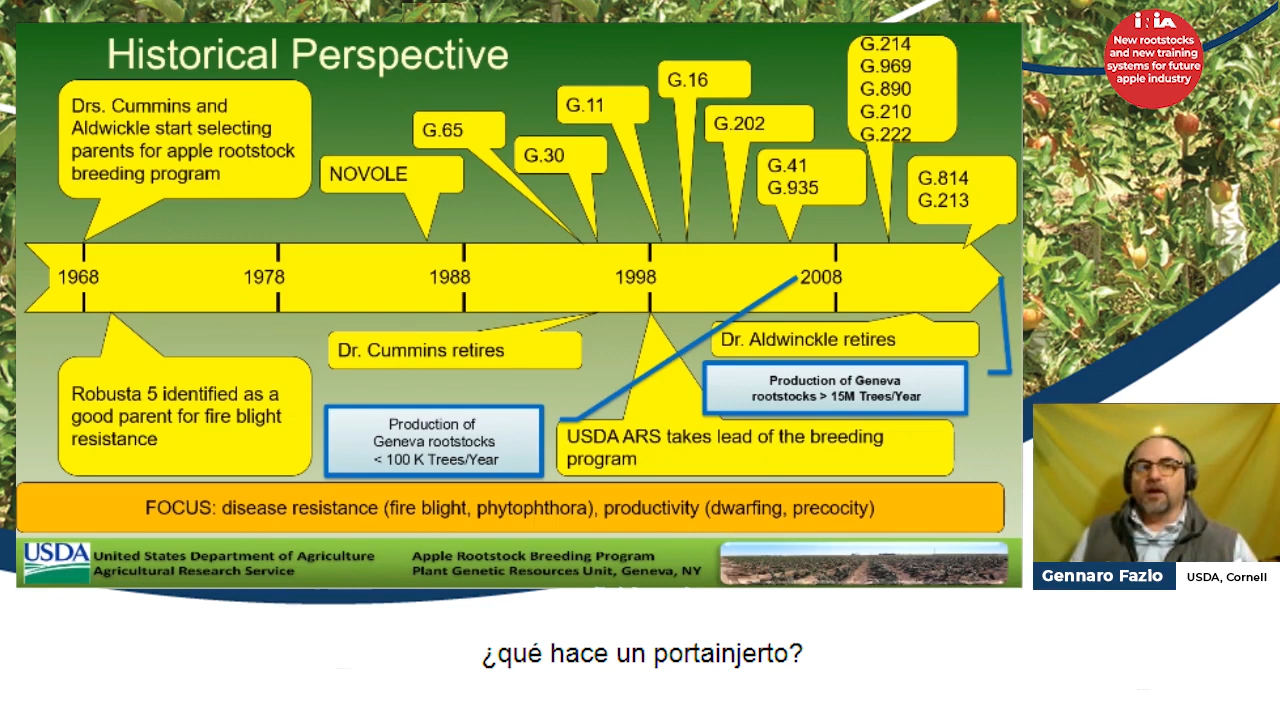 Historical Perspective
Drs. Cummins and
Aldwickle start selecting
parents for apple rootstock
breeding program
NOVOLE
G.65
G.30
G.11
G.16
G.202
G.41
G.935
G.214
G.969
G.890
G.210
G.222
G.814
G.213
1968
1978
1988
1998
2008
Robusta 5 identified as a
good parent for fire blight
resistance
Dr. Cummins retires
Production of
Geneva rootstocks
< 100 K Trees/Year
Dr. Aldwinckle retires
Production of Geneva
rootstocks > 15M Trees/Year
USDA ARS takes lead of the breeding
program
FOCUS: disease resistance (fire blight, phytophthora), productivity (dwarfing, precocity)
USDA
United States Department of Agriculture
Agricultural Research Service
Apple Rootstock Breeding Program
Plant Genetic Resources Unit, Geneva, NY
INIA
New rootstocks
and new training
systems for future
apple industry
INIA
Gennaro Fazio
USDA, Cornell
¿qué hace un portainjerto?